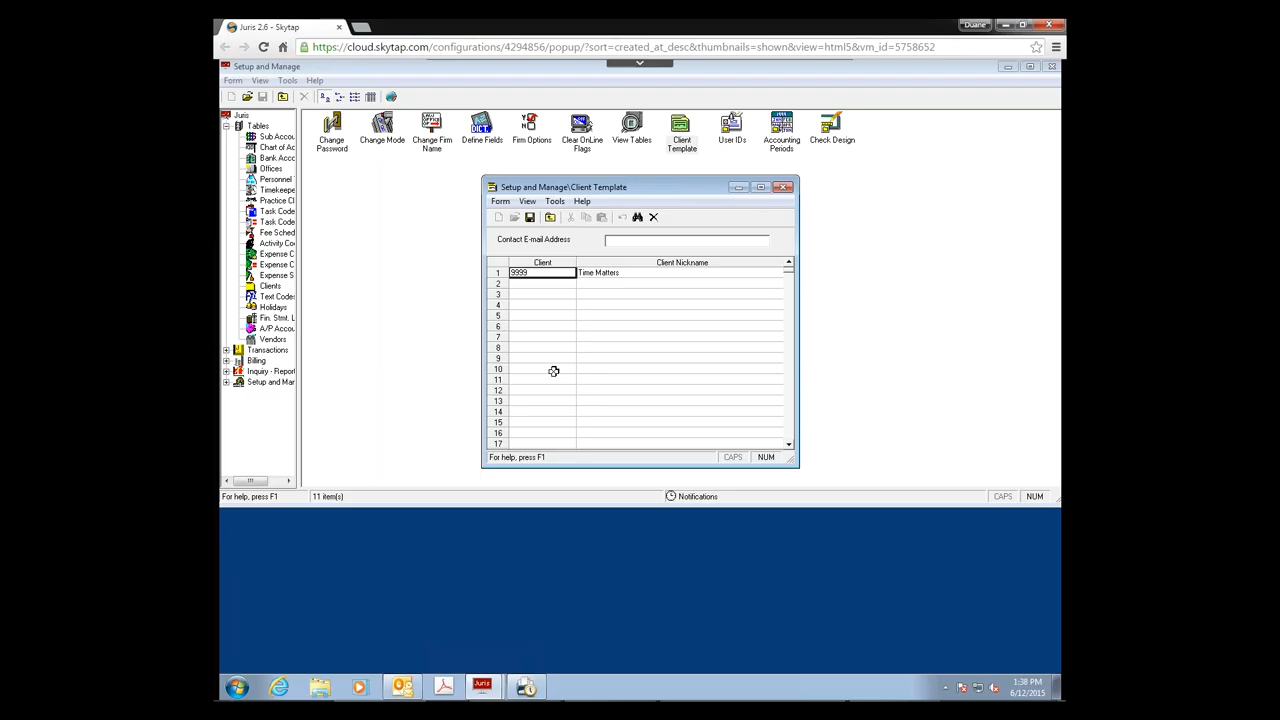 Juris 2.6 - Skytap
Duane
https://cloud.skytap.com/configurations/4294856/popup/?sort=created_at_desc&thumbnails=shown&view=html5&vm_id=5758652
Setup and Manage
Form View Tools Help
Juris
Tables
Sub Accou
Chart of Ac
Bank Acco
Offices
Personnel
Timekeepe
Practice Cl
Task Code
Task Code
Fee Sched
Activity Co
Expense C
Expense C
Expense S
Clients
Text Codes
Holidays
Fin. Stmt. L
A/P Accou
Vendors
Transactions
Billing
Inquiry - Report
Setup and Mar
Change Password
Change Mode
Change Firm Name
Define Fields
Firm Options
Clear OnLine Flags
View Tables
Client Template
User IDs
Accounting Periods
Check Design
Setup and Manage\Client Template
Form View Tools Help
Contact E-mail Address
Client Client Nickname
1 9999 Time Matters
2
3
4
5
6
7
8
9
10
11
12
13
14
15
16
17
For help, press F1 CAPS NUM
For help, press F1 11 item(s) Notifications CAPS NUM
Juris
1:38 PM
6/12/2015